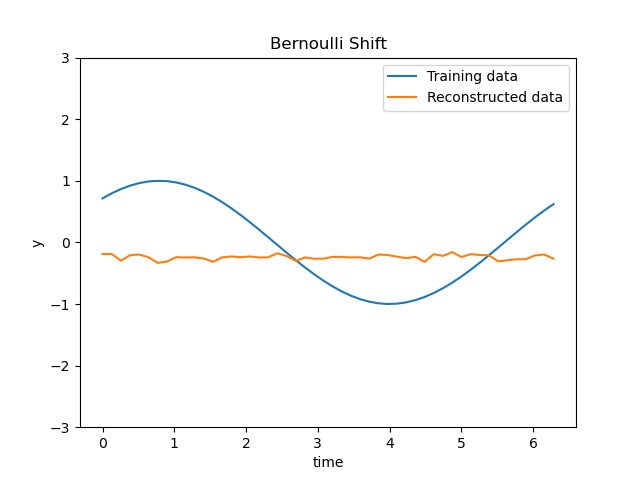 Bernoulli Shift
Training data
Reconstructed data
y
3
2
1
0
−1
−2
−3
0 1 2 3 4 5 6
time